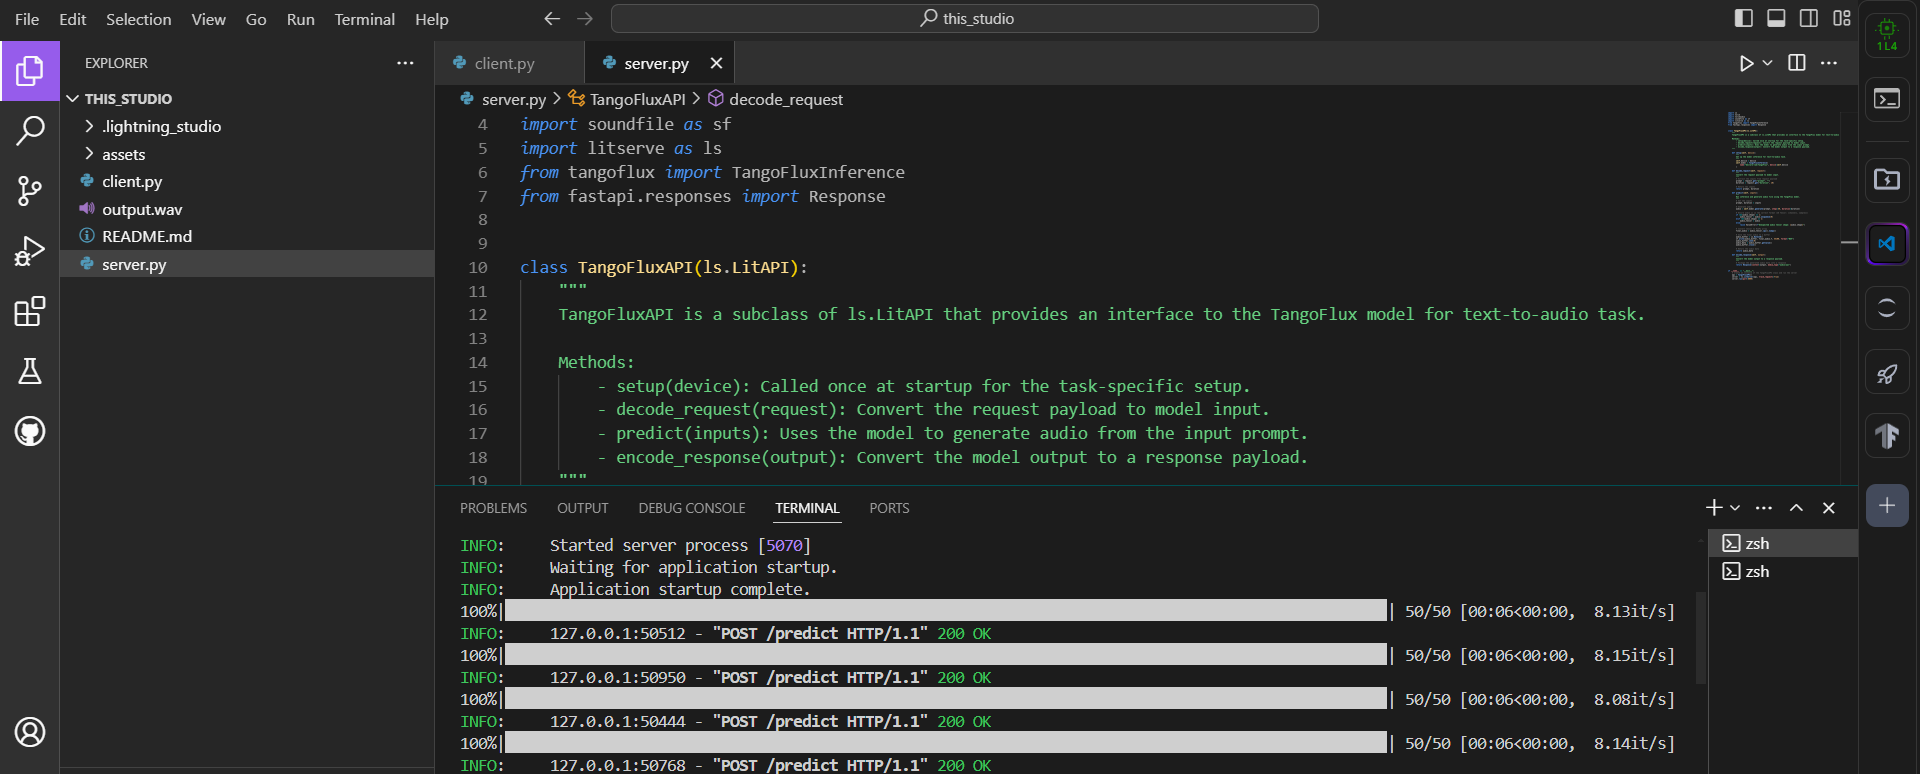 File Edit Selection View Go Run Terminal Help
this_studio
1 L4
EXPLORER
THIS_STUDIO
.lightning_studio
assets
client.py
output.wav
README.md
server.py
client.py
server.py
server.py > TangoFluxAPI > decode_request
4 import soundfile as sf
5 import litserve as ls
6 from tangoflux import TangoFluxInference
7 from fastapi.responses import Response
8
9
10 class TangoFluxAPI(ls.LitAPI):
11 """
12 TangoFluxAPI is a subclass of ls.LitAPI that provides an interface to the TangoFlux model for text-to-audio task.
13
14 Methods:
15 - setup(device): Called once at startup for the task-specific setup.
16 - decode_request(request): Convert the request payload to model input.
17 - predict(inputs): Uses the model to generate audio from the input prompt.
18 - encode_response(output): Convert the model output to a response payload.
19 """
PROBLEMS OUTPUT DEBUG CONSOLE TERMINAL PORTS
INFO: Started server process [5070]
INFO: Waiting for application startup.
INFO: Application startup complete.
100%| | 50/50 [00:06<00:00, 8.13it/s]
INFO: 127.0.0.1:50512 - "POST /predict HTTP/1.1" 200 OK
100%| | 50/50 [00:06<00:00, 8.15it/s]
INFO: 127.0.0.1:50950 - "POST /predict HTTP/1.1" 200 OK
100%| | 50/50 [00:06<00:00, 8.08it/s]
INFO: 127.0.0.1:50444 - "POST /predict HTTP/1.1" 200 OK
100%| | 50/50 [00:06<00:00, 8.14it/s]
INFO: 127.0.0.1:50768 - "POST /predict HTTP/1.1" 200 OK
zsh
zsh